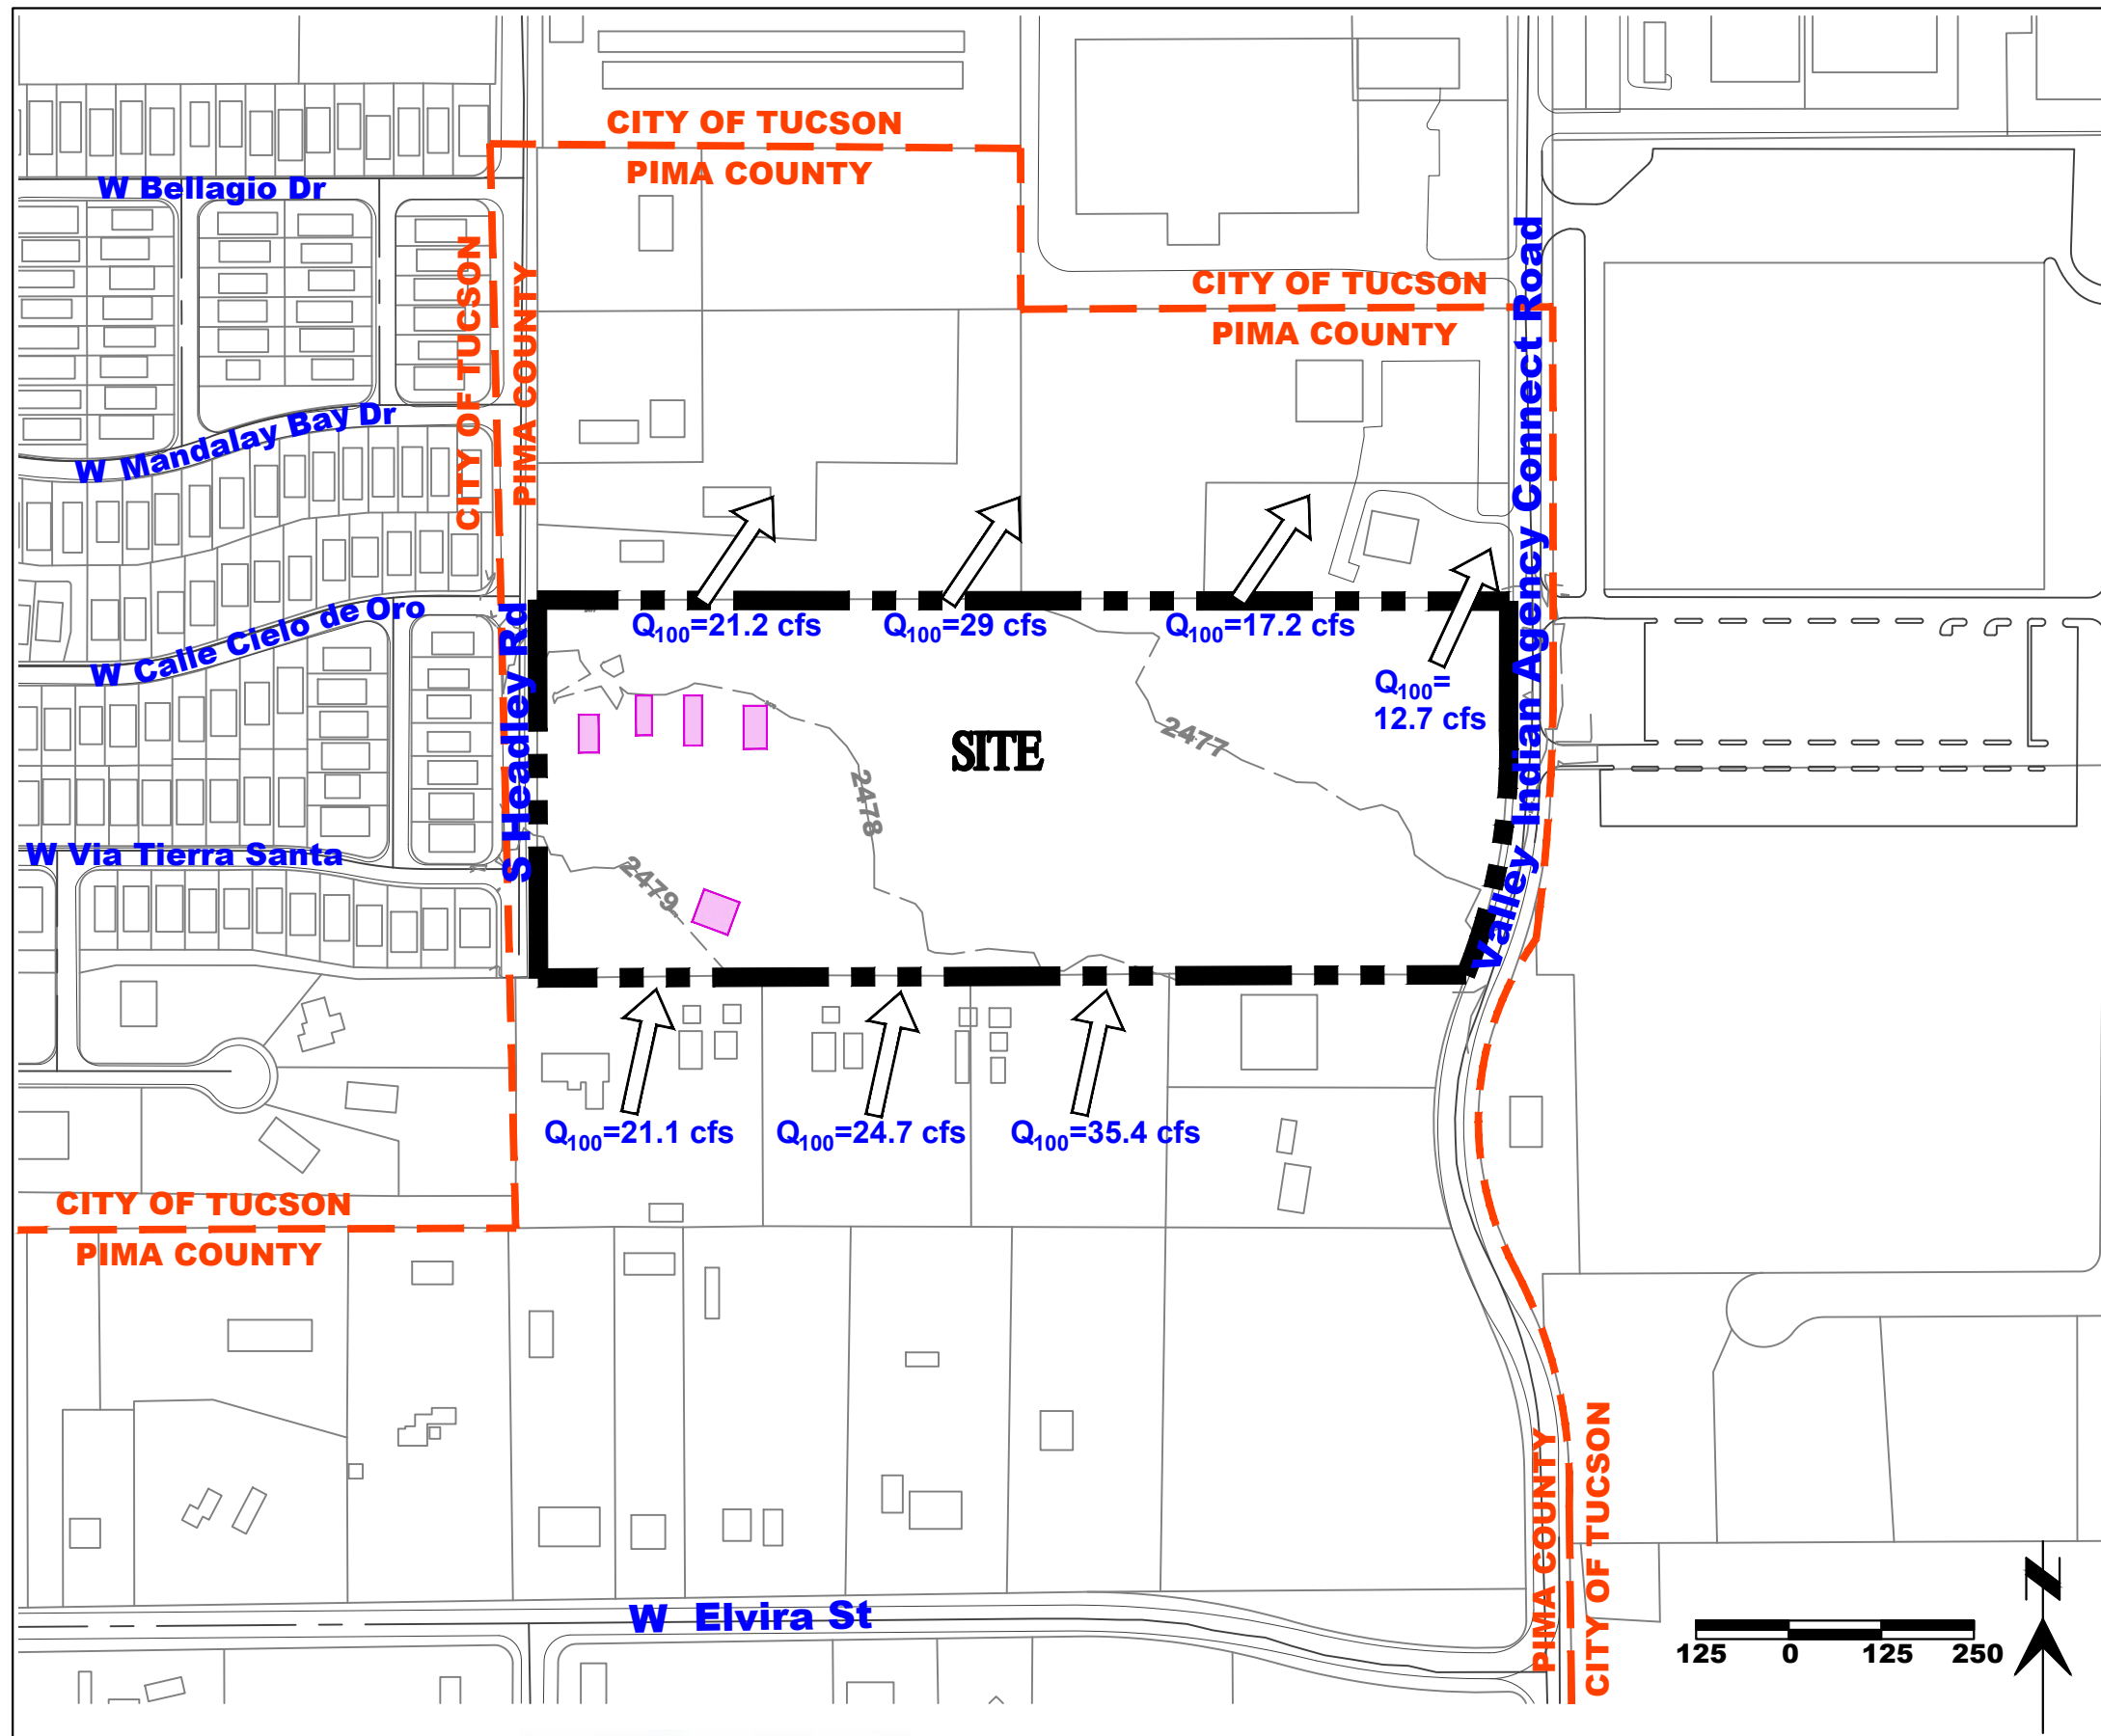 CITY OF TUCSON
PIMA COUNTY
W Bellagio Dr
CITY OF TUCSON
PIMA COUNTY
CITY OF TUCSON
PIMA COUNTY
Valley Indian Agency Connect Road
W Mandalay Bay Dr
W Calle Cielo de Oro
S Headley Rd
Q100=21.2 cfs
Q100=29 cfs
Q100=17.2 cfs
Q100=
12.7 cfs
2477
SITE
2478
W Via Tierra Santa
2479
Q100=21.1 cfs
Q100=24.7 cfs
Q100=35.4 cfs
CITY OF TUCSON
PIMA COUNTY
PIMA COUNTY
CITY OF TUCSON
W Elvira St
N
125 0 125 250